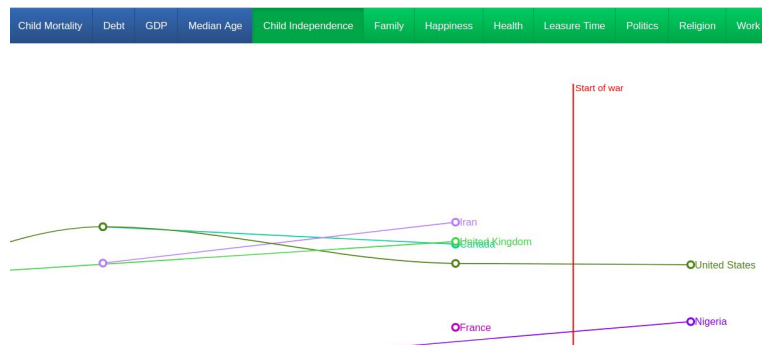 Child Mortality Debt GDP Median Age Child Independence Family Happiness Health Leasure Time Politics Religion Work
Start of war
Iran
United Kingdom
Canada
United States
Nigeria
France